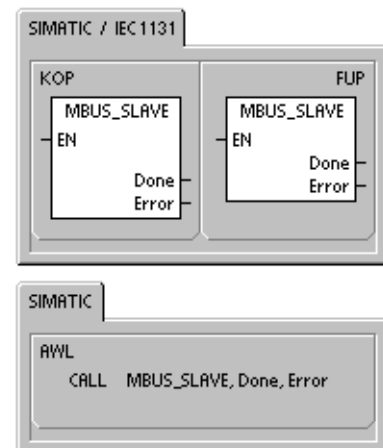 SIMATIC / IEC1131
KOP
FUP
MBUS_SLAVE
EN
Done
Error
MBUS_SLAVE
EN
Done
Error
SIMATIC
AWL
CALL MBUS_SLAVE, Done, Error